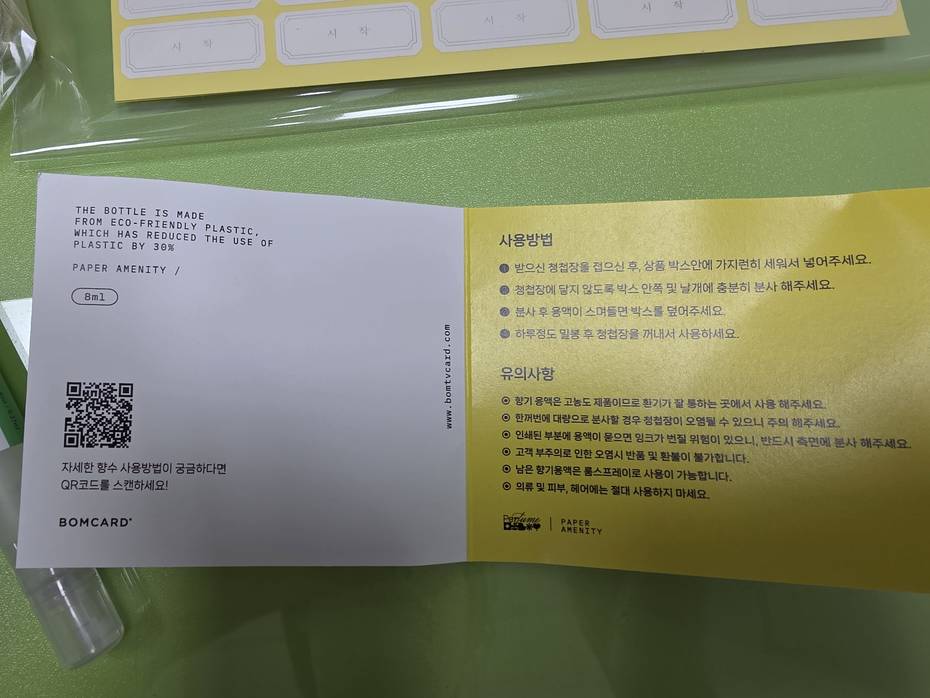 시 작
시 작
시 작
시 작
THE BOTTLE IS MADE
FROM ECO-FRIENDLY PLASTIC,
WHICH HAS REDUCED THE USE OF
PLASTIC BY 30%
PAPER AMENITY /
8ml
www.bomtvcard.com
자세한 향수 사용방법이 궁금하다면
QR코드를 스캔하세요!
BOMCARD
사용방법
받으신 청첩장을 접으신 후, 상품 박스안에 가지런히 세워서 넣어주세요.
청첩장에 닿지 않도록 박스 안쪽 및 날개에 충분히 분사 해주세요.
분사 후 용액이 스며들면 박스를 덮어주세요.
하루정도 밀봉 후 청첩장을 꺼내서 사용하세요.
유의사항
향기 용액은 고농도 제품이므로 환기가 잘 통하는 곳에서 사용 해주세요.
한꺼번에 대량으로 분사할 경우 청첩장이 오염될 수 있으니 주의 해주세요.
인쇄된 부분에 용액이 묻으면 잉크가 번질 위험이 있으니, 반드시 측면에 분사 해주세요.
고객 부주의로 인한 오염시 반품 및 환불이 불가합니다.
남은 향기용액은 룸스프레이로 사용이 가능합니다.
의류 및 피부, 헤어에는 절대 사용하지 마세요.
Perfume
PAPER
AMENITY